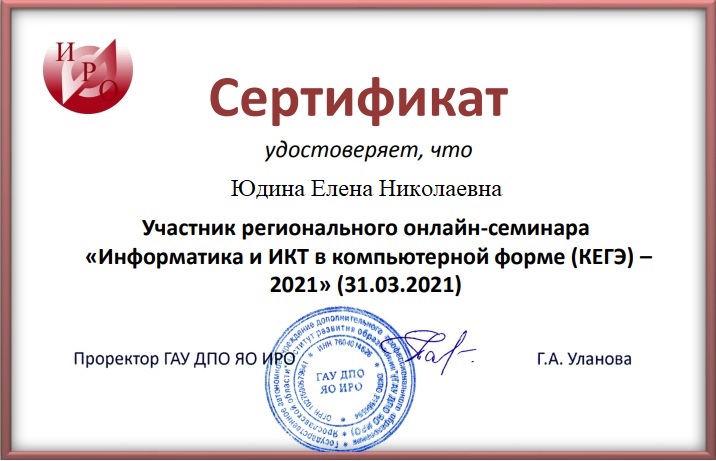 ИРО
Сертификат
удостоверяет, что
Юдина Елена Николаевна
Участник регионального онлайн-семинара
«Информатика и ИКТ в компьютерной форме (КЕГЭ) –
2021» (31.03.2021)
Проректор ГАУ ДПО ЯО ИРО
Г.А. Уланова
ГАУ ДПО
ЯО ИРО